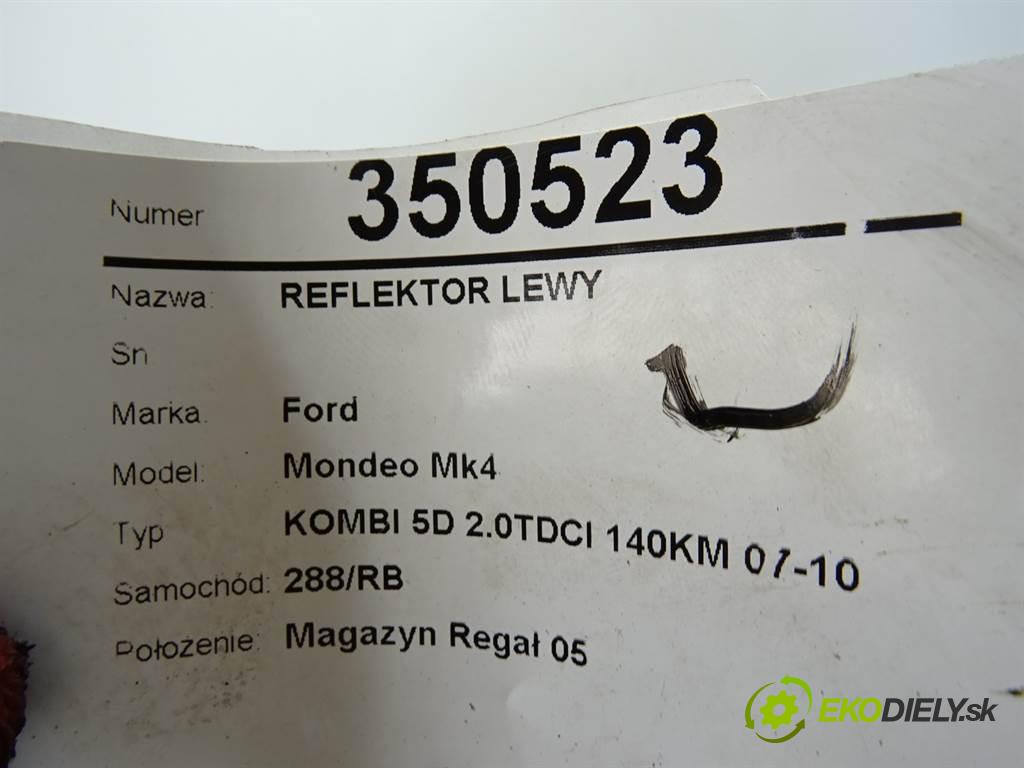 Numer 350523
Nazwa: REFLEKTOR LEWY
Sn
Marka. Ford
Model: Mondeo Mk4
Typ KOMBI 5D 2.0TDCI 140KM 07-10
Samochód: 288/RB
Położenie: Magazyn Regał 05
EKODIELY.sk